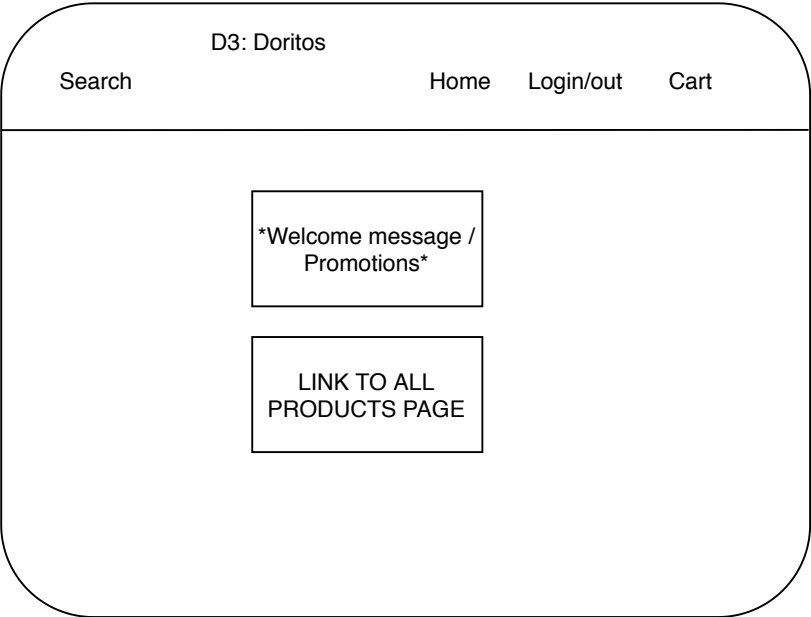 D3: Doritos
Search Home Login/out Cart
*Welcome message /
Promotions*
LINK TO ALL
PRODUCTS PAGE